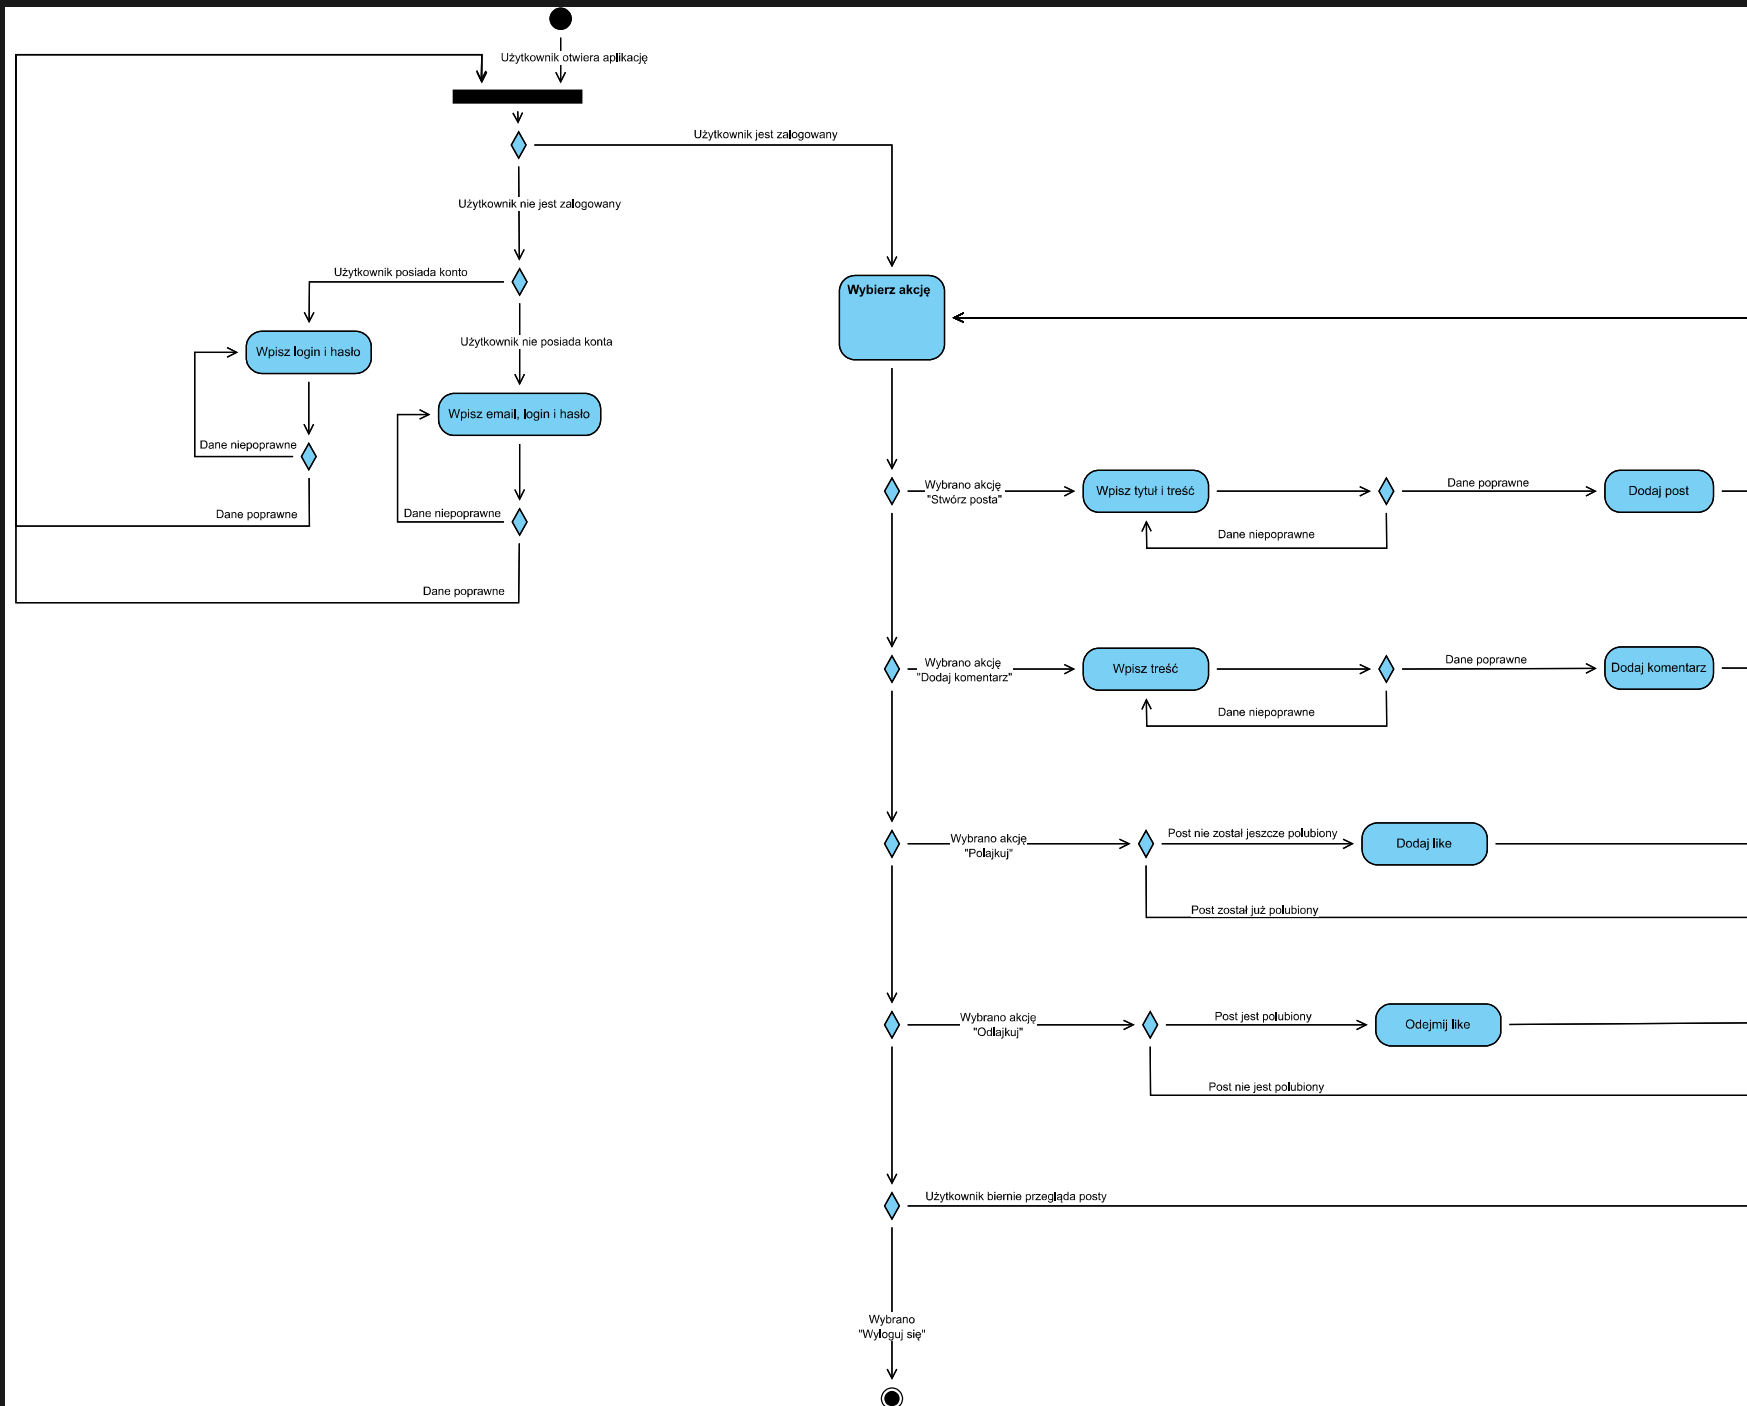 Użytkownik otwiera aplikację
Użytkownik jest zalogowany
Użytkownik nie jest zalogowany
Użytkownik posiada konto
Wybierz akcję
Użytkownik nie posiada konta
Wpisz login i hasło
Wpisz email, login i hasło
Dane niepoprawne
Dane poprawne
Dane niepoprawne
Dane poprawne
Wybrano akcję
"Stwórz posta"
Wpisz tytuł i treść
Dane poprawne
Dodaj post
Dane niepoprawne
Wybrano akcję
"Dodaj komentarz"
Wpisz treść
Dane poprawne
Dodaj komentarz
Dane niepoprawne
Wybrano akcję
"Polajkuj"
Post nie został jeszcze polubiony
Dodaj like
Post został już polubiony
Wybrano akcję
"Odlajkuj"
Post jest polubiony
Odejmij like
Post nie jest polubiony
Użytkownik biernie przegląda posty
Wybrano
"Wyloguj się"